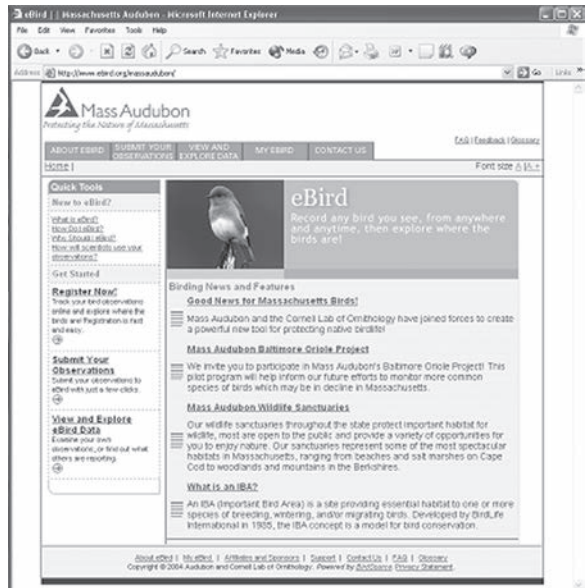 eBird | | Massachusetts Audubon - Microsoft Internet Explorer
File Edit View Favorites Tools Help
Back Search Favorites Media
Address http://www.ebird.org/massaudubon/ Go Links
Mass Audubon
Protecting the Nature of Massachusetts
FAQ | Feedback | Glossary
ABOUT EBIRD SUBMIT YOUR OBSERVATIONS VIEW AND EXPLORE DATA MY EBIRD CONTACT US
Home | Font size A | A +
Quick Tools
New to eBird?
What is eBird?
How Do I eBird?
Why Should I eBird?
How will scientists use your
observations?
Get Started
Register Now!
Track your bird observations
online and explore where the
birds are! Registration is fast
and easy.
Submit Your
Observations
Submit your observations to
eBird with just a few clicks.
View and Explore
eBird Data
Examine your own
observations, or find out what
others are reporting.
eBird
Record any bird you see, from anywhere
and anytime, then explore where the
birds are!
Birding News and Features
Good News for Massachusetts Birds!
Mass Audubon and the Cornell Lab of Ornithology have joined forces to create
a powerful new tool for protecting native birdlife!
Mass Audubon Baltimore Oriole Project
We invite you to participate in Mass Audubon's Baltimore Oriole Project! This
pilot program will help inform our future efforts to monitor more common
species of birds which may be in decline in Massachusetts.
Mass Audubon Wildlife Sanctuaries
Our wildlife sanctuaries throughout the state protect important habitat for
wildlife, most are open to the public and provide a variety of opportunities for
you to enjoy nature. Our sanctuaries represent some of the most spectacular
habitats in Massachusetts, ranging from beaches and salt marshes on Cape
Cod to woodlands and mountains in the Berkshires.
What is an IBA?
An IBA (Important Bird Area) is a site providing essential habitat to one or more
species of breeding, wintering, and/or migrating birds. Developed by BirdLife
International in 1985, the IBA concept is a model for bird conservation.
About eBird | My eBird | Affiliates and Sponsors | Support | Contact Us | FAQ | Glossary
Copyright © 2004 Audubon and Cornell Lab of Ornithology. Powered by BirdSource Privacy Statement.